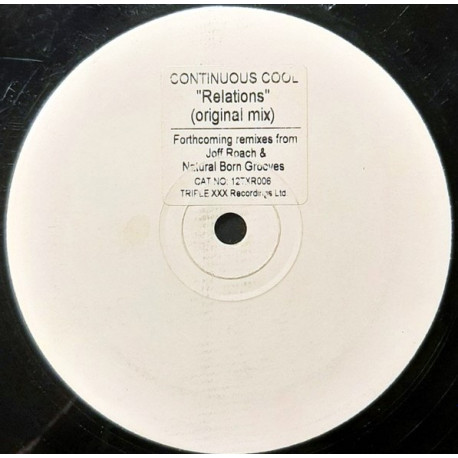 CONTINUOUS COOL
"Relations"
(original mix)
Forthcoming remixes from
Joff Roach &
Natural Born Grooves
CAT NO: 12TXR006
TRIPLE XXX Recordings Ltd.